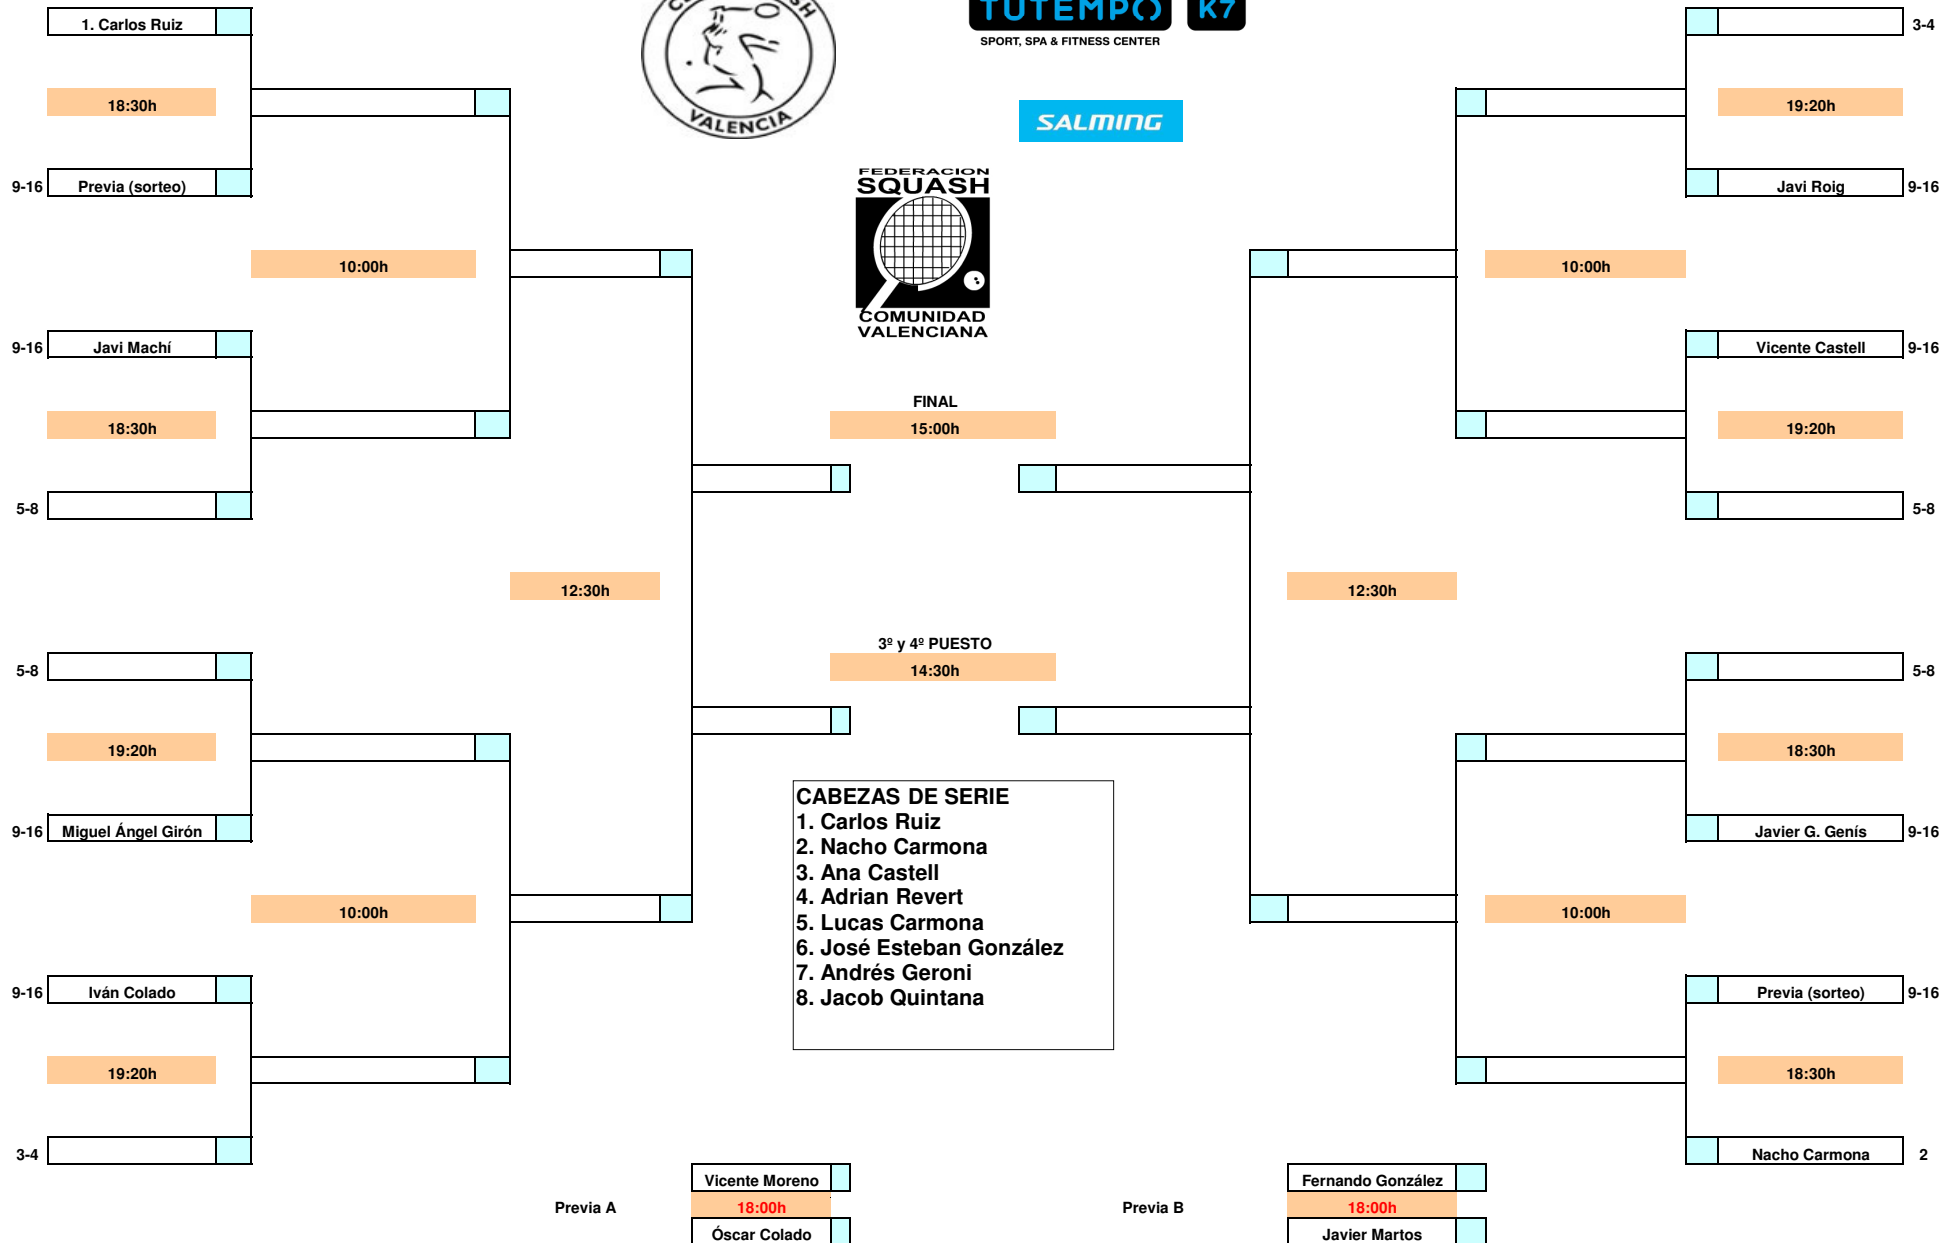 VALENCIA
TUTEMPO K7
SPORT, SPA & FITNESS CENTER
SALMING
FEDERACION
SQUASH
COMUNIDAD
VALENCIANA
1. Carlos Ruiz
18:30h
9-16 Previa (sorteo)
10:00h
9-16 Javi Machí
18:30h
5-8
12:30h
5-8
19:20h
9-16 Miguel Ángel Girón
10:00h
9-16 Iván Colado
19:20h
3-4
FINAL
15:00h
3º y 4º PUESTO
14:30h
CABEZAS DE SERIE
1. Carlos Ruiz
2. Nacho Carmona
3. Ana Castell
4. Adrian Revert
5. Lucas Carmona
6. José Esteban González
7. Andrés Geroni
8. Jacob Quintana
3-4
19:20h
Javi Roig 9-16
10:00h
Vicente Castell 9-16
19:20h
5-8
12:30h
5-8
18:30h
Javier G. Genís 9-16
10:00h
Previa (sorteo) 9-16
18:30h
Nacho Carmona 2
Vicente Moreno
Previa A 18:00h
Óscar Colado
Fernando González
Previa B 18:00h
Javier Martos